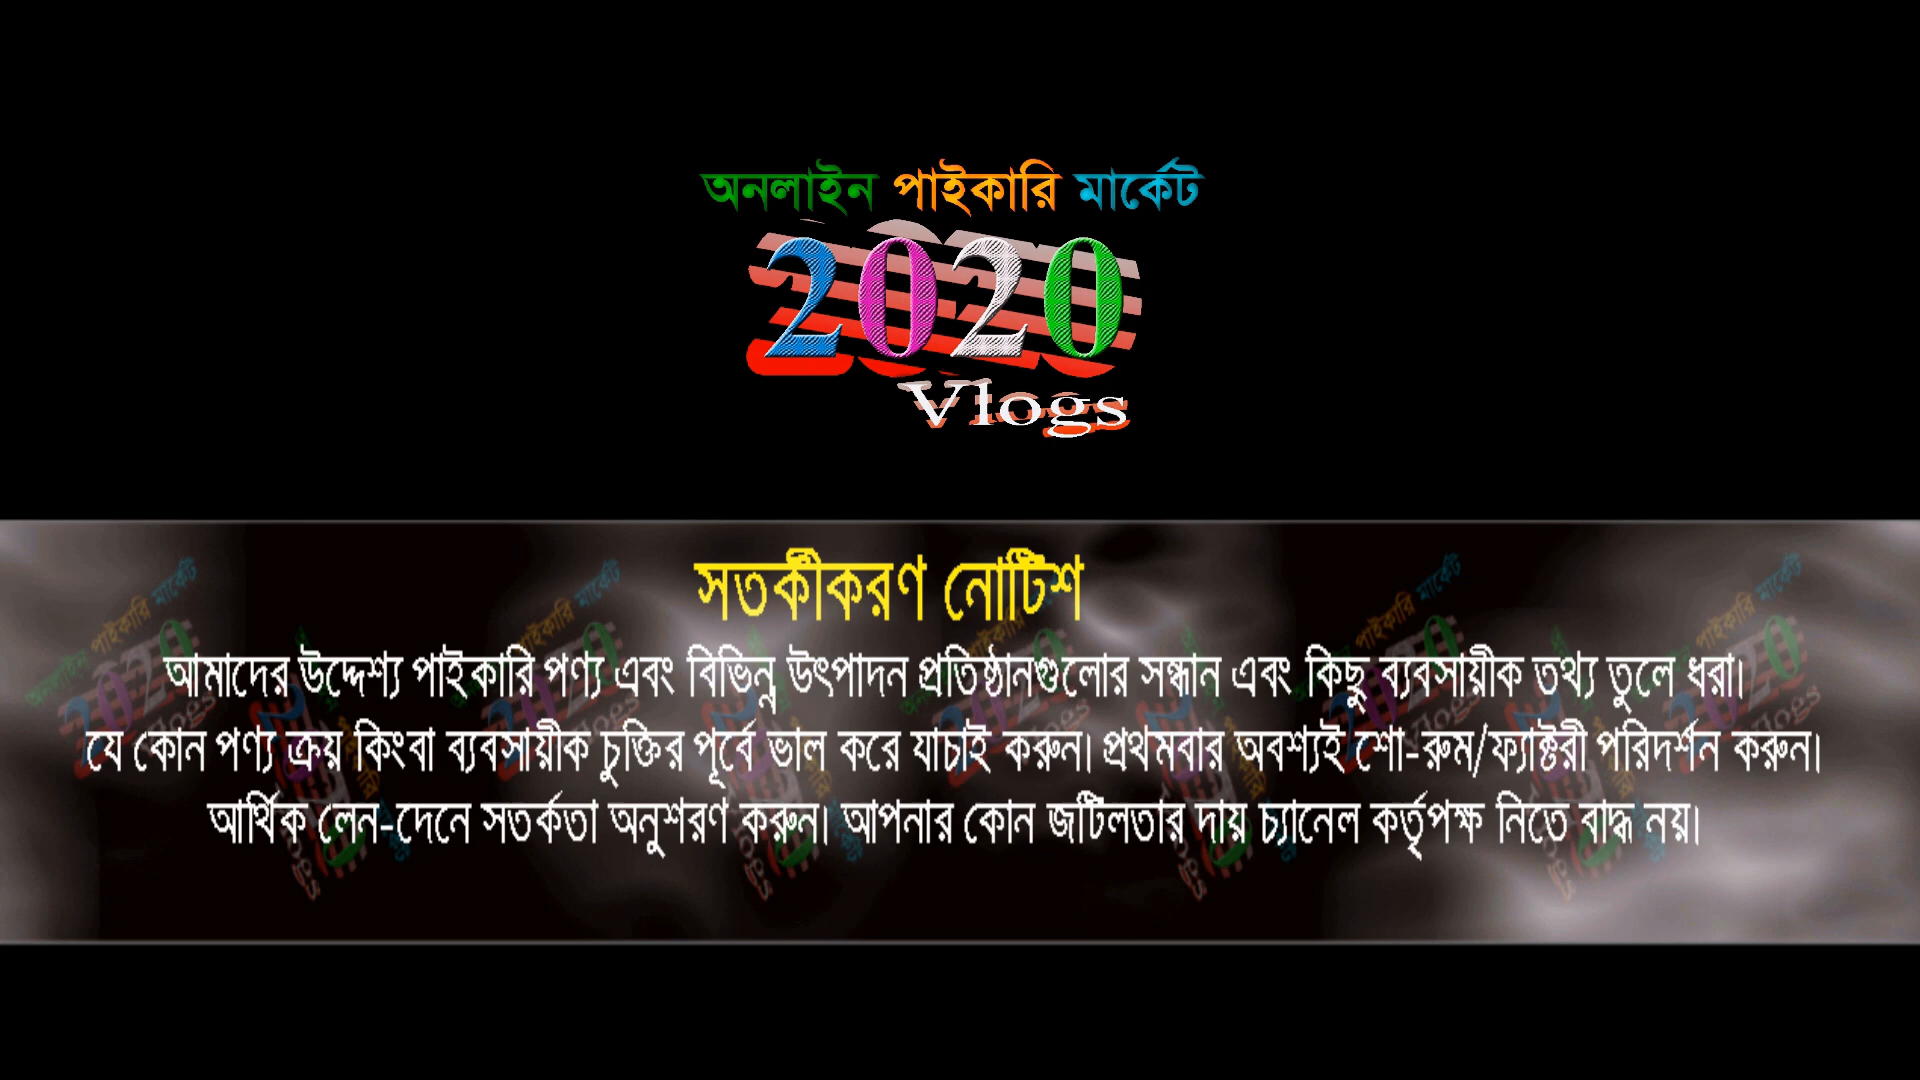 অনলাইন পাইকারি মার্কেট
2020
Vlogs
সতর্কীকরণ নোটিশ
আমাদের উদ্দেশ্য পাইকারি পণ্য এবং বিভিন্ন উৎপাদন প্রতিষ্ঠানগুলোর সন্ধান এবং কিছু ব্যবসায়ীক তথ্য তুলে ধরা।
যে কোন পণ্য ক্রয় কিংবা ব্যবসায়ীক চুক্তির পূর্বে ভাল করে যাচাই করুন। প্রথমবার অবশ্যই শো-রুম/ফ্যাক্টরী পরিদর্শন করুন।
আর্থিক লেন-দেনে সতর্কতা অনুশরণ করুন। আপনার কোন জটিলতার দায় চ্যানেল কর্তৃপক্ষ নিতে বাদ্ধ নয়।